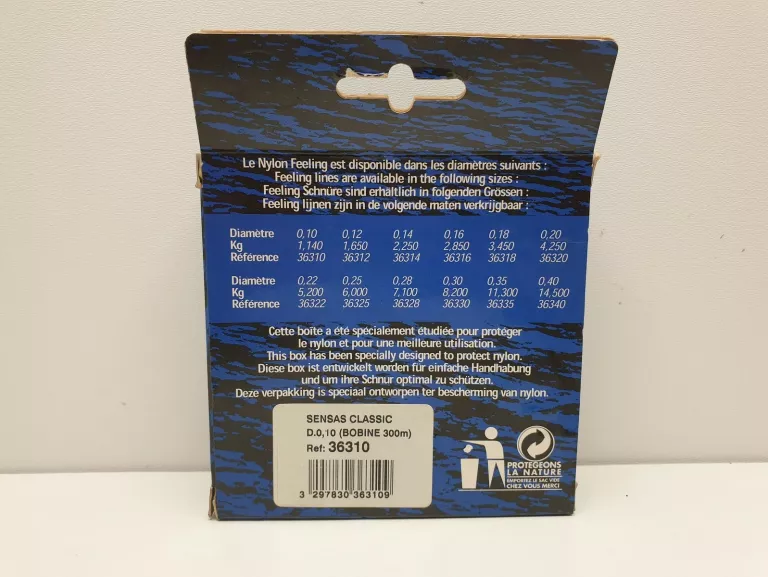 Le Nylon Feeling est disponible dans les diamètres suivants :
Feeling lines are available in the following sizes :
Feeling Schnüre sind erhältlich in folgenden Grössen :
Feeling lijnen zijn in de volgende maten verkrijgbaar :
Diamètre 0,10 0,12 0,14 0,16 0,18 0,20
Kg 1,140 1,650 2,250 2,850 3,450 4,250
Référence 36310 36312 36314 36316 36318 36320
Diamètre 0,22 0,25 0,28 0,30 0,35 0,40
Kg 5,200 6,000 7,100 8,200 11,300 14,500
Référence 36322 36325 36328 36330 36335 36340
Cette boîte a été spécialement étudiée pour protéger
le nylon et pour une meilleure utilisation.
This box has been specially designed to protect nylon.
Diese box ist entwickelt worden für einfache Handhabung
und um ihre Schnur optimal zu schützen.
Deze verpakking is speciaal ontworpen ter bescherming van nylon.
SENSAS CLASSIC
D.0,10 (BOBINE 300m)
Ref: 36310
3 297830 363109
PROTEGEONS
LA NATURE
EMPORTEZ LE SAC VIDE
CHEZ VOUS MERCI